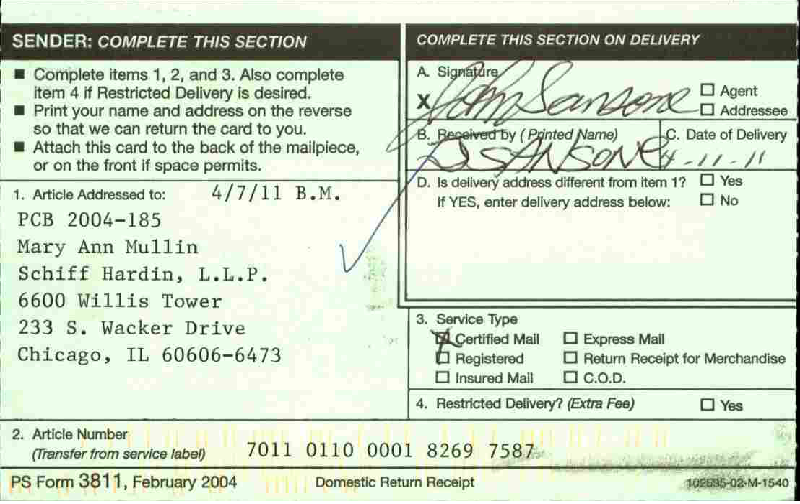 SENDER: COMPLETE THIS SECTION
■ Complete items 1, 2, and 3. Also complete
item 4 if Restricted Delivery is desired.
■ Print your name and address on the reverse
so that we can return the card to you.
■ Attach this card to the back of the mailpiece,
or on the front if space permits.
1. Article Addressed to: 4/7/11 B.M.
PCB 2004-185
Mary Ann Mullin
Schiff Hardin, L.L.P.
6600 Willis Tower
233 S. Wacker Drive
Chicago, IL 60606-6473
2. Article Number
(Transfer from service label) 7011 0110 0001 8269 7587
COMPLETE THIS SECTION ON DELIVERY
A. Signature
X John Sansone
☐ Agent
☐ Addressee
B. Received by (Printed Name) C. Date of Delivery
J SANSONE 4-11-11
D. Is delivery address different from item 1? ☐ Yes
If YES, enter delivery address below: ☐ No
3. Service Type
☒ Certified Mail ☐ Express Mail
☐ Registered ☐ Return Receipt for Merchandise
☐ Insured Mail ☐ C.O.D.
4. Restricted Delivery? (Extra Fee) ☐ Yes
PS Form 3811, February 2004 Domestic Return Receipt 102595-02-M-1540